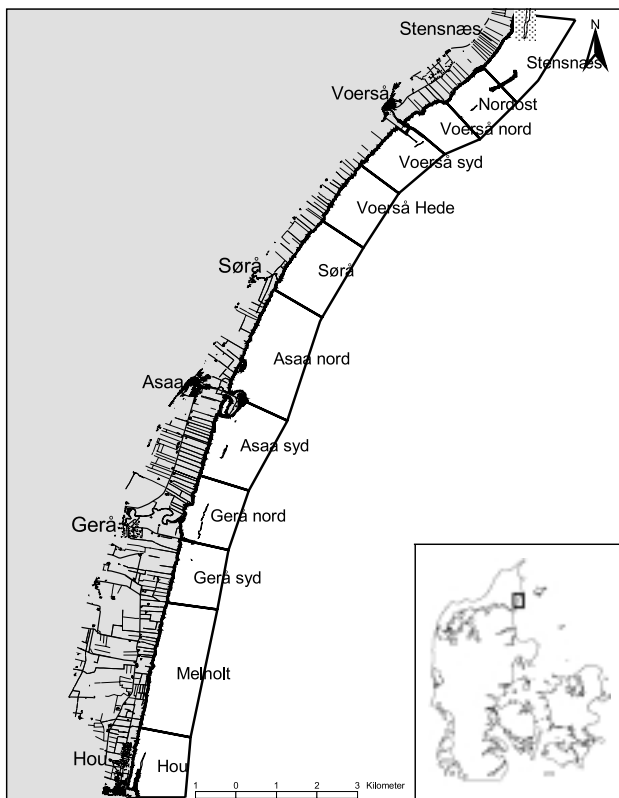 Stensnæs
N
Stensnæs
Voerså
Nordost
Voerså nord
Voerså syd
Voerså Hede
Sørå
Sørå
Asaa nord
Asaa
Asaa syd
Gerå nord
Gerå
Gerå syd
Melholt
Hou
Hou
1 0 1 2 3 Kilometer